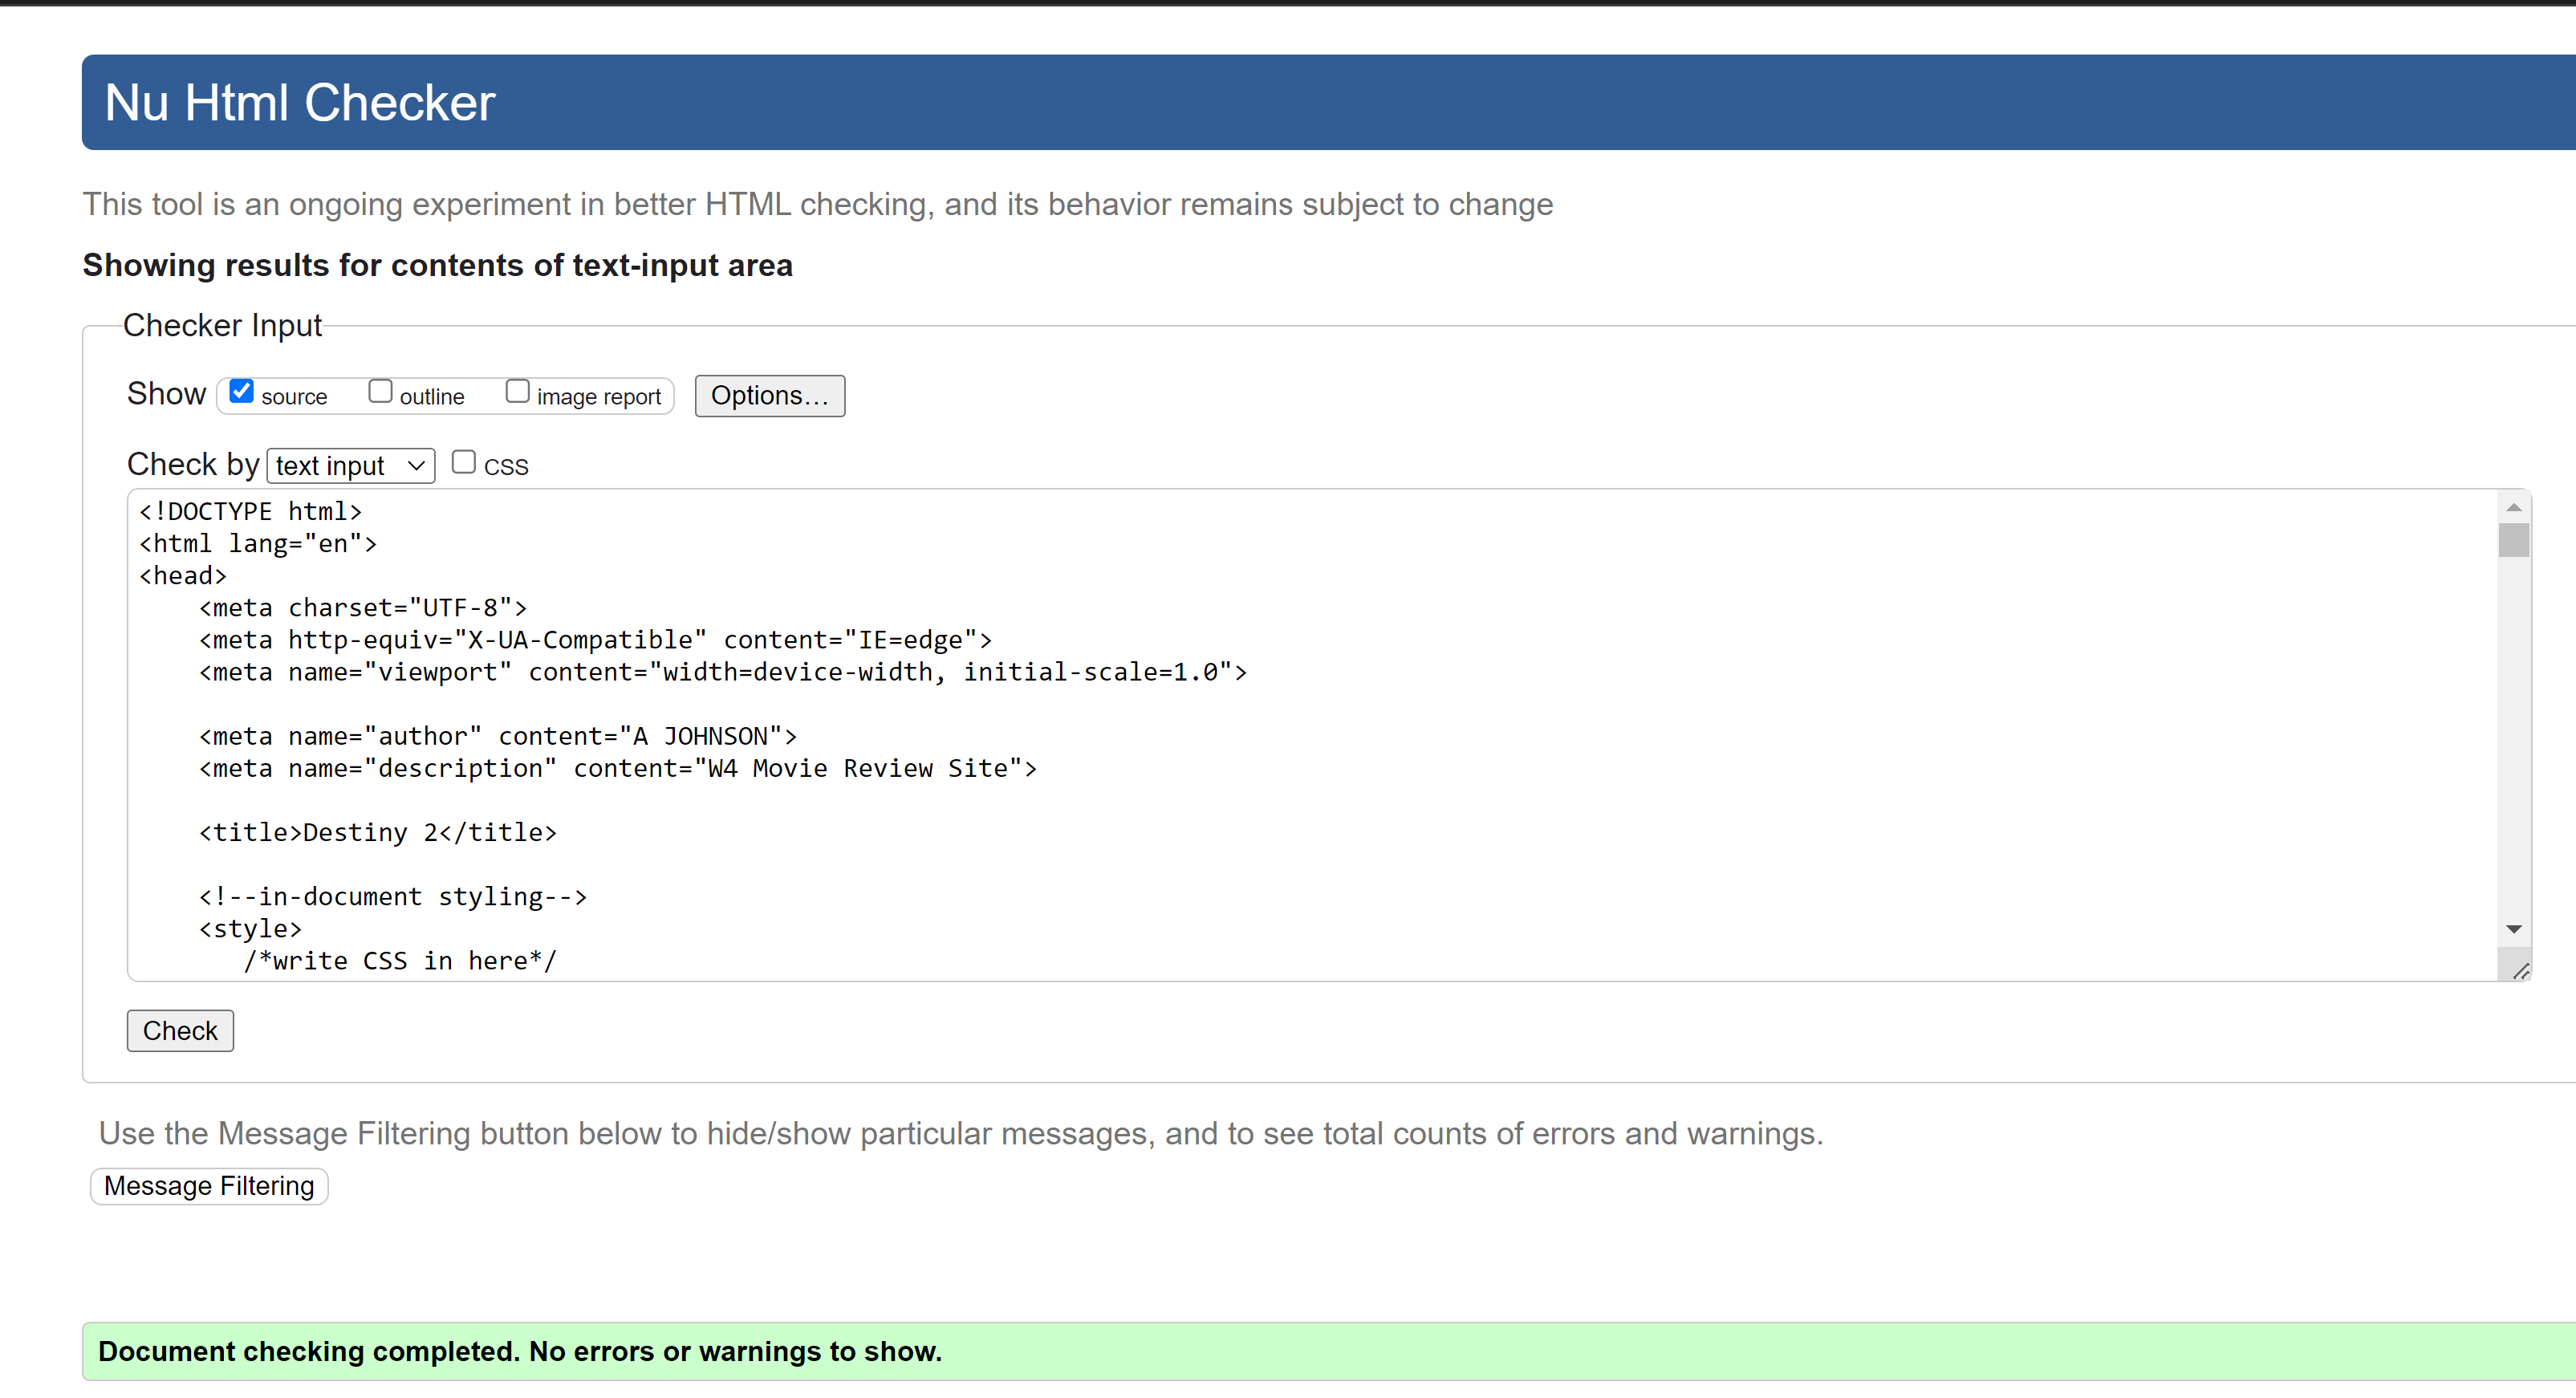 Nu Html Checker
This tool is an ongoing experiment in better HTML checking, and its behavior remains subject to change
Showing results for contents of text-input area
Checker Input
Show source outline image report Options...
Check by text input CSS
<!DOCTYPE html>
<html lang="en">
<head>
    <meta charset="UTF-8">
    <meta http-equiv="X-UA-Compatible" content="IE=edge">
    <meta name="viewport" content="width=device-width, initial-scale=1.0">
    <meta name="author" content="A JOHNSON">
    <meta name="description" content="W4 Movie Review Site">
    <title>Destiny 2</title>
    <!--in-document styling-->
    <style>
       /*write CSS in here*/
Check
Use the Message Filtering button below to hide/show particular messages, and to see total counts of errors and warnings.
Message Filtering
Document checking completed. No errors or warnings to show.